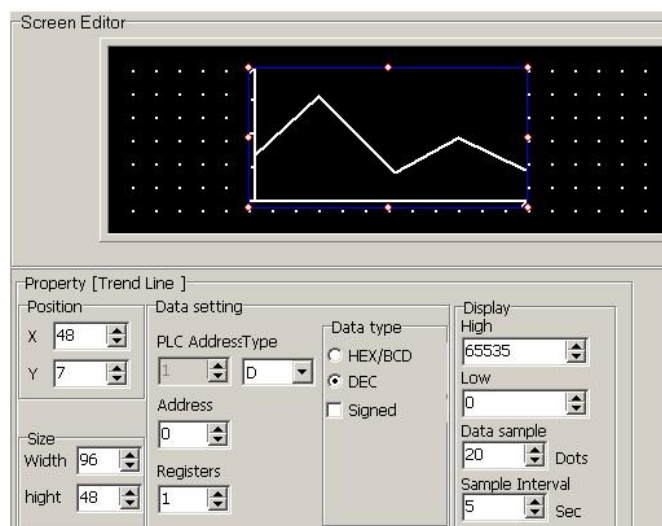 Screen Editor
Property [Trend Line ]
Position
X 48
Y 7
Size
Width 96
hight 48
Data setting
PLC Address Type
1 D
Address
0
Registers
1
Data type
HEX/BCD
DEC
Signed
Display
High
65535
Low
0
Data sample
20 Dots
Sample Interval
5 Sec